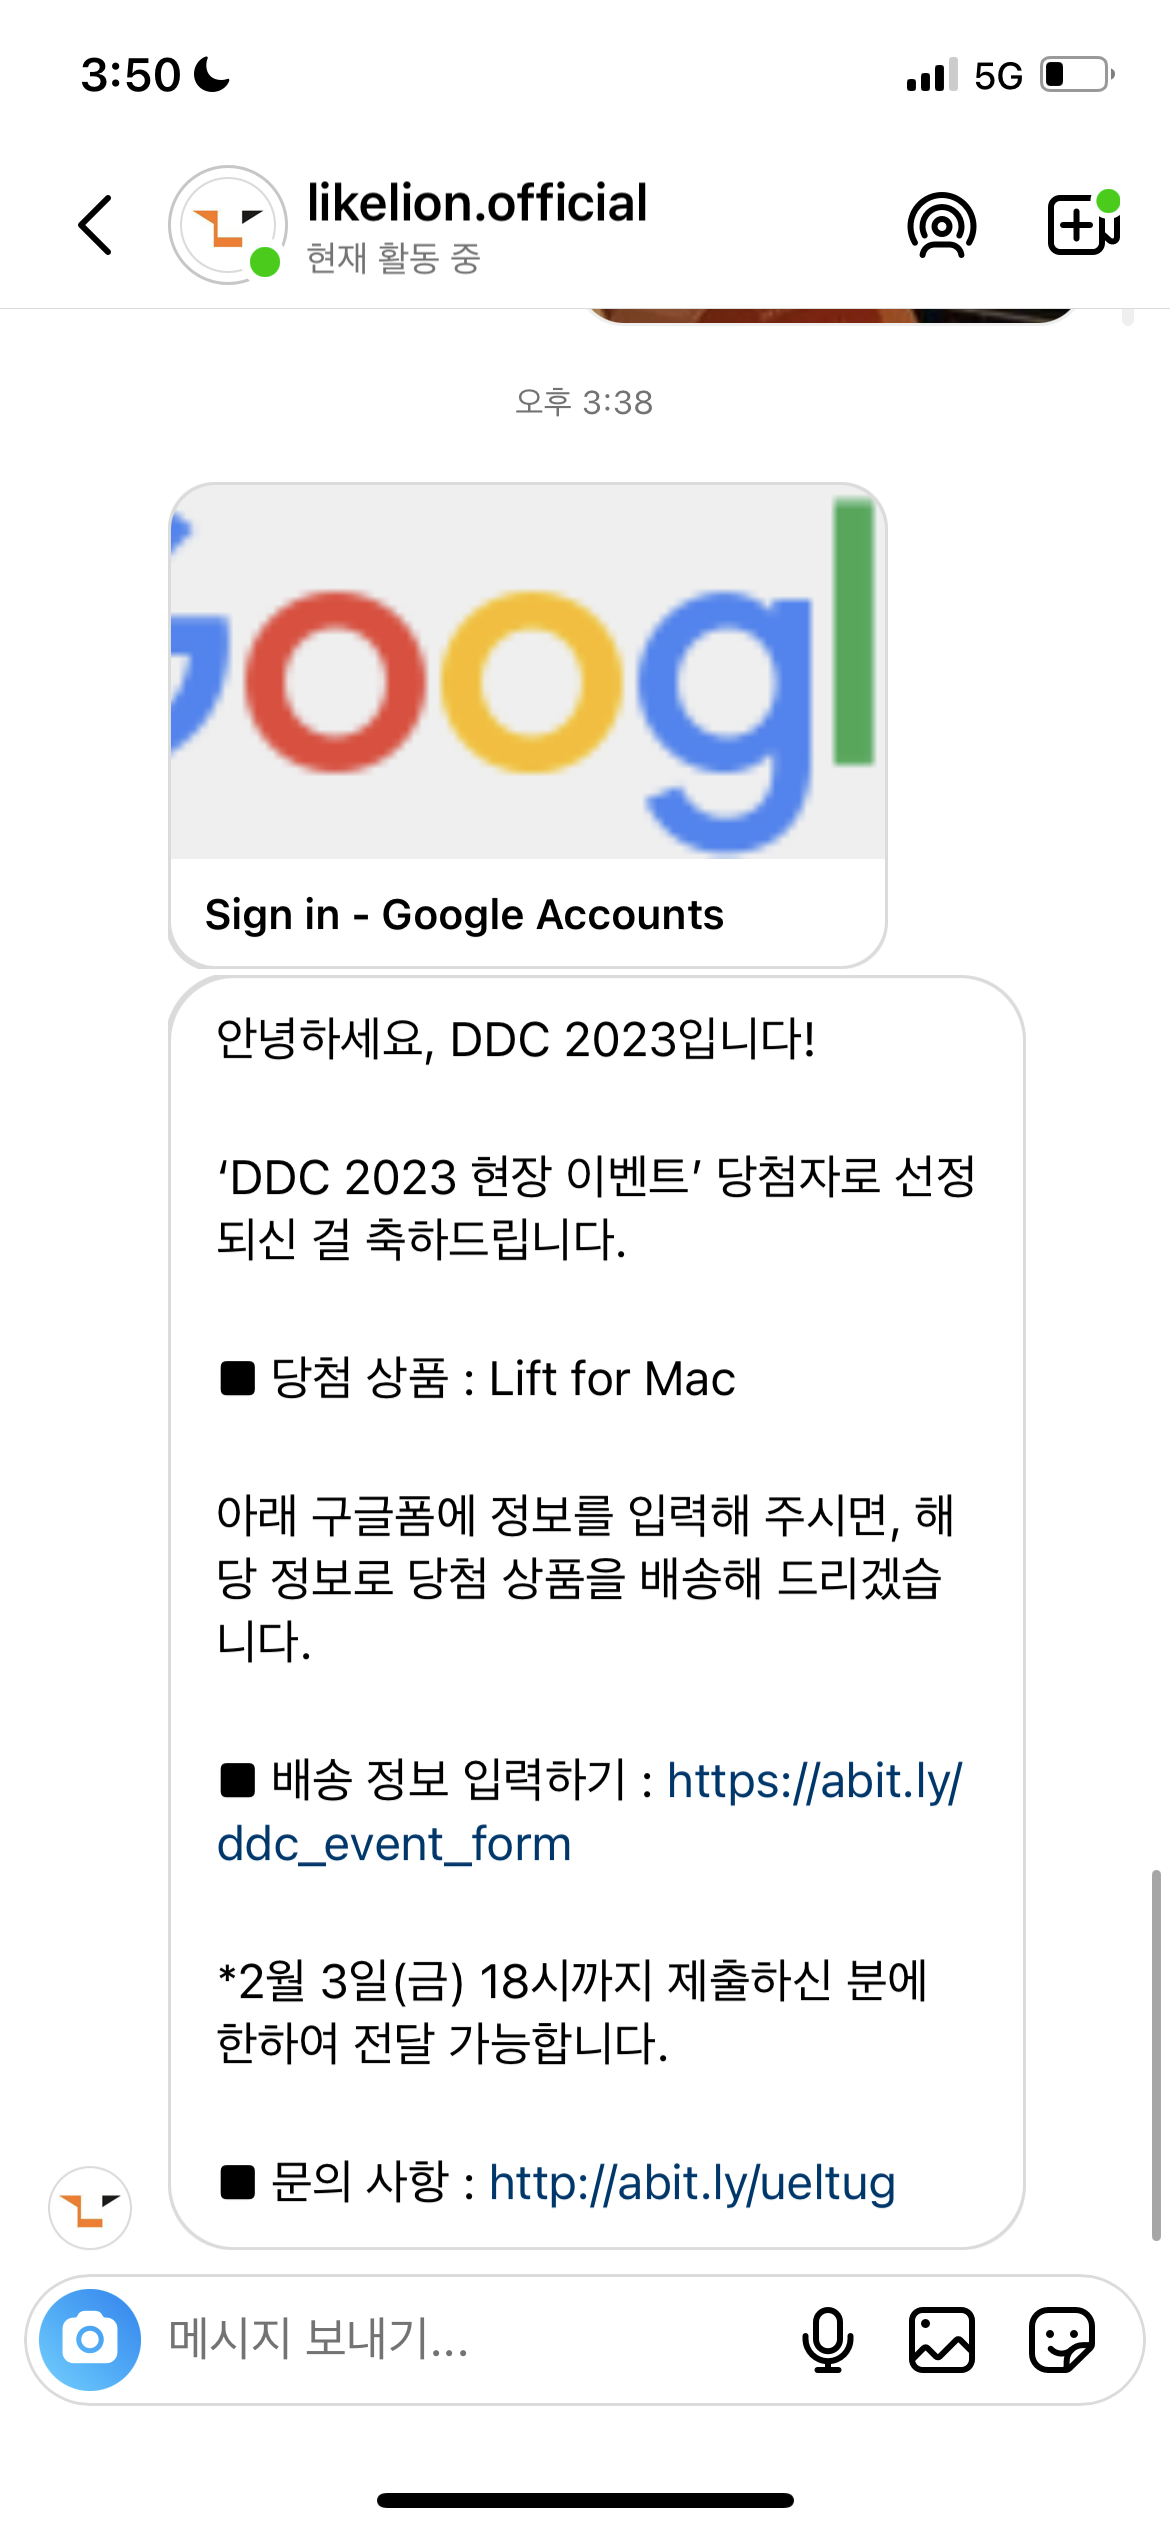 3:50
5G
likelion.official
현재 활동 중
오후 3:38
Googl
Sign in - Google Accounts
안녕하세요, DDC 2023입니다!
‘DDC 2023 현장 이벤트’ 당첨자로 선정
되신 걸 축하드립니다.
■ 당첨 상품 : Lift for Mac
아래 구글폼에 정보를 입력해 주시면, 해
당 정보로 당첨 상품을 배송해 드리겠습
니다.
■ 배송 정보 입력하기 : https://abit.ly/
ddc_event_form
*2월 3일(금) 18시까지 제출하신 분에
한하여 전달 가능합니다.
■ 문의 사항 : http://abit.ly/ueltug
메시지 보내기...